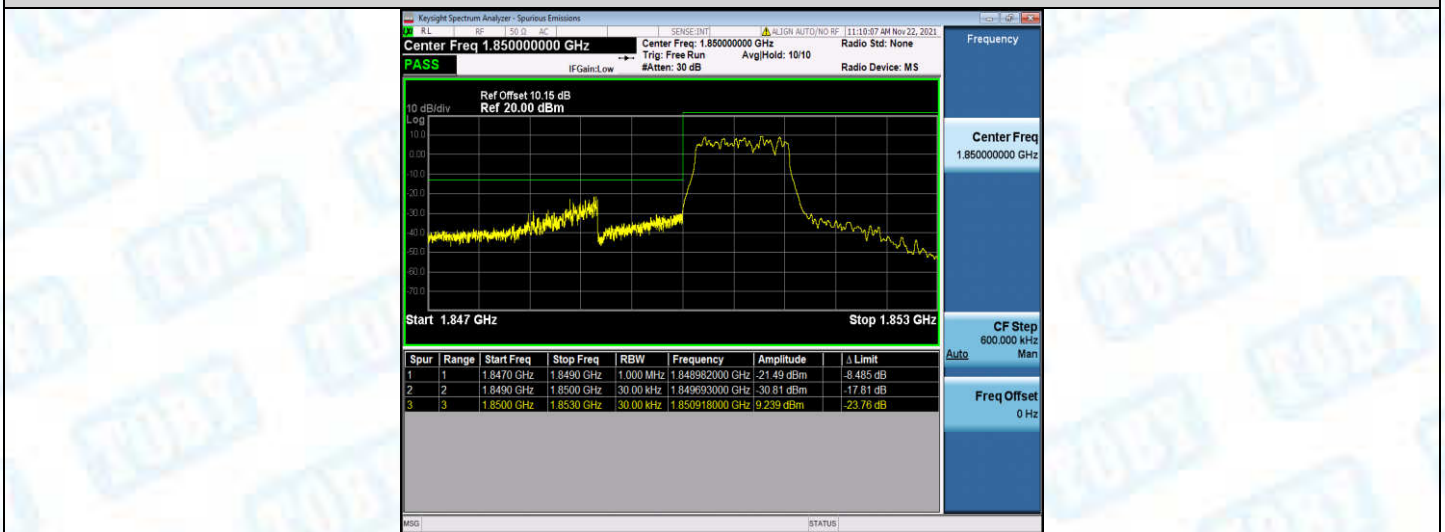 Keysight Spectrum Analyzer - Spurious Emissions
RL RF 50 Ω AC SENSE:INT ALIGN AUTO/NO RF 11:10:07 AM Nov 22, 2021
Center Freq 1.850000000 GHz Center Freq: 1.850000000 GHz Radio Std: None
Trig: Free Run Avg|Hold: 10/10
PASS IFGain:Low #Atten: 30 dB Radio Device: MS
Ref Offset 10.15 dB
10 dB/div Ref 20.00 dBm
Log
10.0
0.00
-10.0
-20.0
-30.0
-40.0
-50.0
-60.0
-70.0
Start 1.847 GHz Stop 1.853 GHz
Spur Range Start Freq Stop Freq RBW Frequency Amplitude Δ Limit
1 1 1.8470 GHz 1.8490 GHz 1.000 MHz 1.848982000 GHz -21.49 dBm -8.485 dB
2 2 1.8490 GHz 1.8500 GHz 30.00 kHz 1.849693000 GHz -30.81 dBm -17.81 dB
3 3 1.8500 GHz 1.8530 GHz 30.00 kHz 1.850918000 GHz 9.239 dBm -23.76 dB
MSG STATUS
Frequency
Center Freq
1.850000000 GHz
CF Step
600.000 kHz
Auto Man
Freq Offset
0 Hz